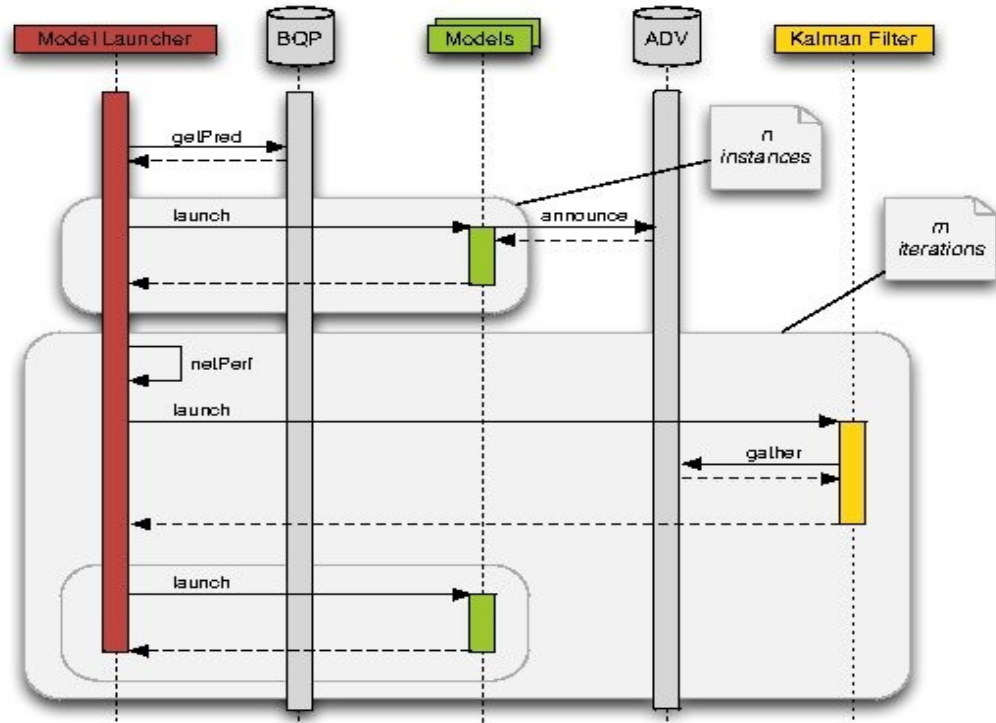 Model Launcher
BQP
Models
ADV
Kalman Filter
getPred
n
instances
launch
announce
m
iterations
netPerf
launch
gather
launch